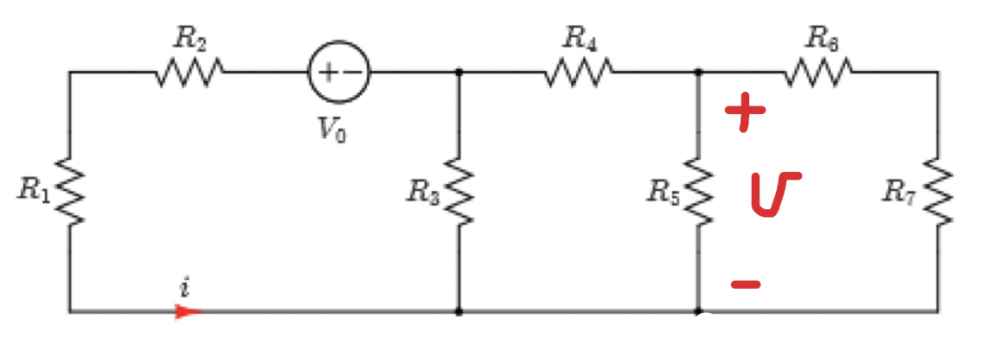 R₂
R₄
R₆
+ −
+
V₀
R₁
R₃
R₅
v
R₇
i
−